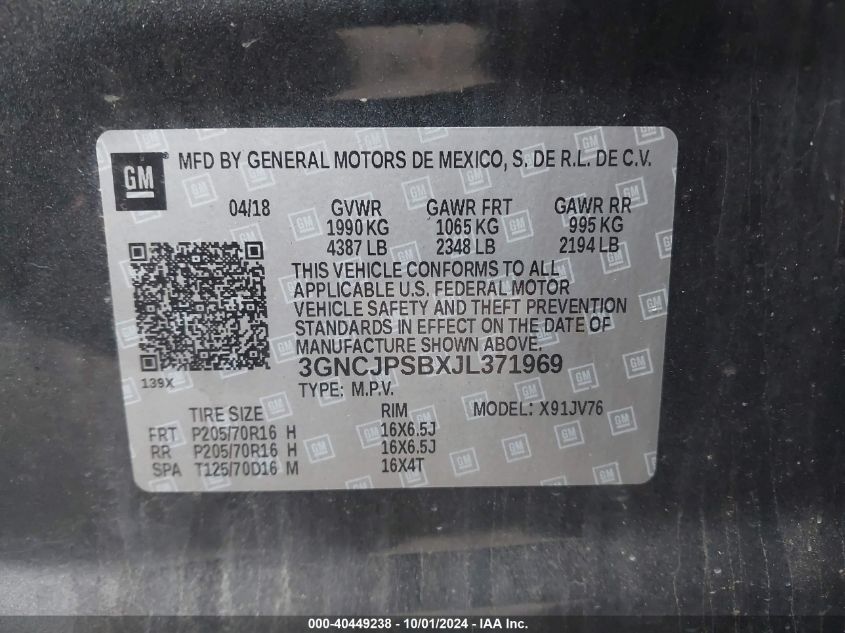 GM ® MFD BY GENERAL MOTORS DE MEXICO, S. DE R.L. DE C.V.
04/18 GVWR GAWR FRT GAWR RR
1990 KG 1065 KG 995 KG
4387 LB 2348 LB 2194 LB
THIS VEHICLE CONFORMS TO ALL
APPLICABLE U.S. FEDERAL MOTOR
VEHICLE SAFETY AND THEFT PREVENTION
STANDARDS IN EFFECT ON THE DATE OF
MANUFACTURE SHOWN ABOVE.
3GNCJPSBXJL371969
139X
TYPE: M.P.V.
TIRE SIZE RIM MODEL: X91JV76
FRT P205/70R16 H 16X6.5J
RR P205/70R16 H 16X6.5J
SPA T125/70D16 M 16X4T
000-40449238 - 10/01/2024 - IAA Inc.